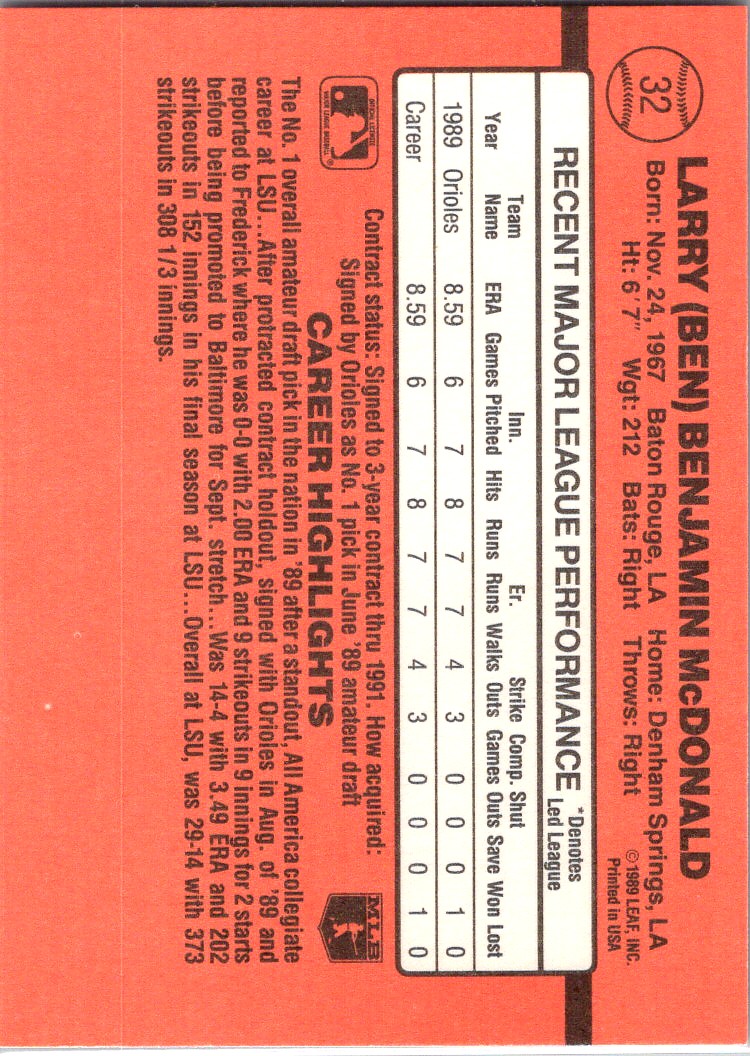 32
LARRY (BEN) BENJAMIN McDONALD
Born: Nov. 24, 1967 Baton Rouge, LA Home: Denham Springs, LA
Ht: 6' 7" Wgt: 212 Bats: Right Throws: Right
©1989 LEAF, INC.
Printed in USA
RECENT MAJOR LEAGUE PERFORMANCE *Denotes
Led League
Team Inn. Er. Strike Comp. Shut
Year Name ERA Games Pitched Hits Runs Runs Walks Outs Games Outs Save Won Lost
1989 Orioles 8.59 6 7 8 7 7 4 3 0 0 0 1 0
Career 8.59 6 7 8 7 7 4 3 0 0 0 1 0
OFFICIAL LICENSEE
MAJOR LEAGUE BASEBALL
Contract status: Signed to 3-year contract thru 1991. How acquired:
Signed by Orioles as No. 1 pick in June '89 amateur draft
MLB
CAREER HIGHLIGHTS
The No. 1 overall amateur draft pick in the nation in '89 after a standout, All America collegiate
career at LSU...After protracted contract holdout, signed with Orioles in Aug. of '89 and
reported to Frederick where he was 0-0 with 2.00 ERA and 9 strikeouts in 9 innings for 2 starts
before being promoted to Baltimore for Sept. stretch...Was 14-4 with 3.49 ERA and 202
strikeouts in 152 innings in his final season at LSU...Overall at LSU, was 29-14 with 373
strikeouts in 308 1/3 innings.